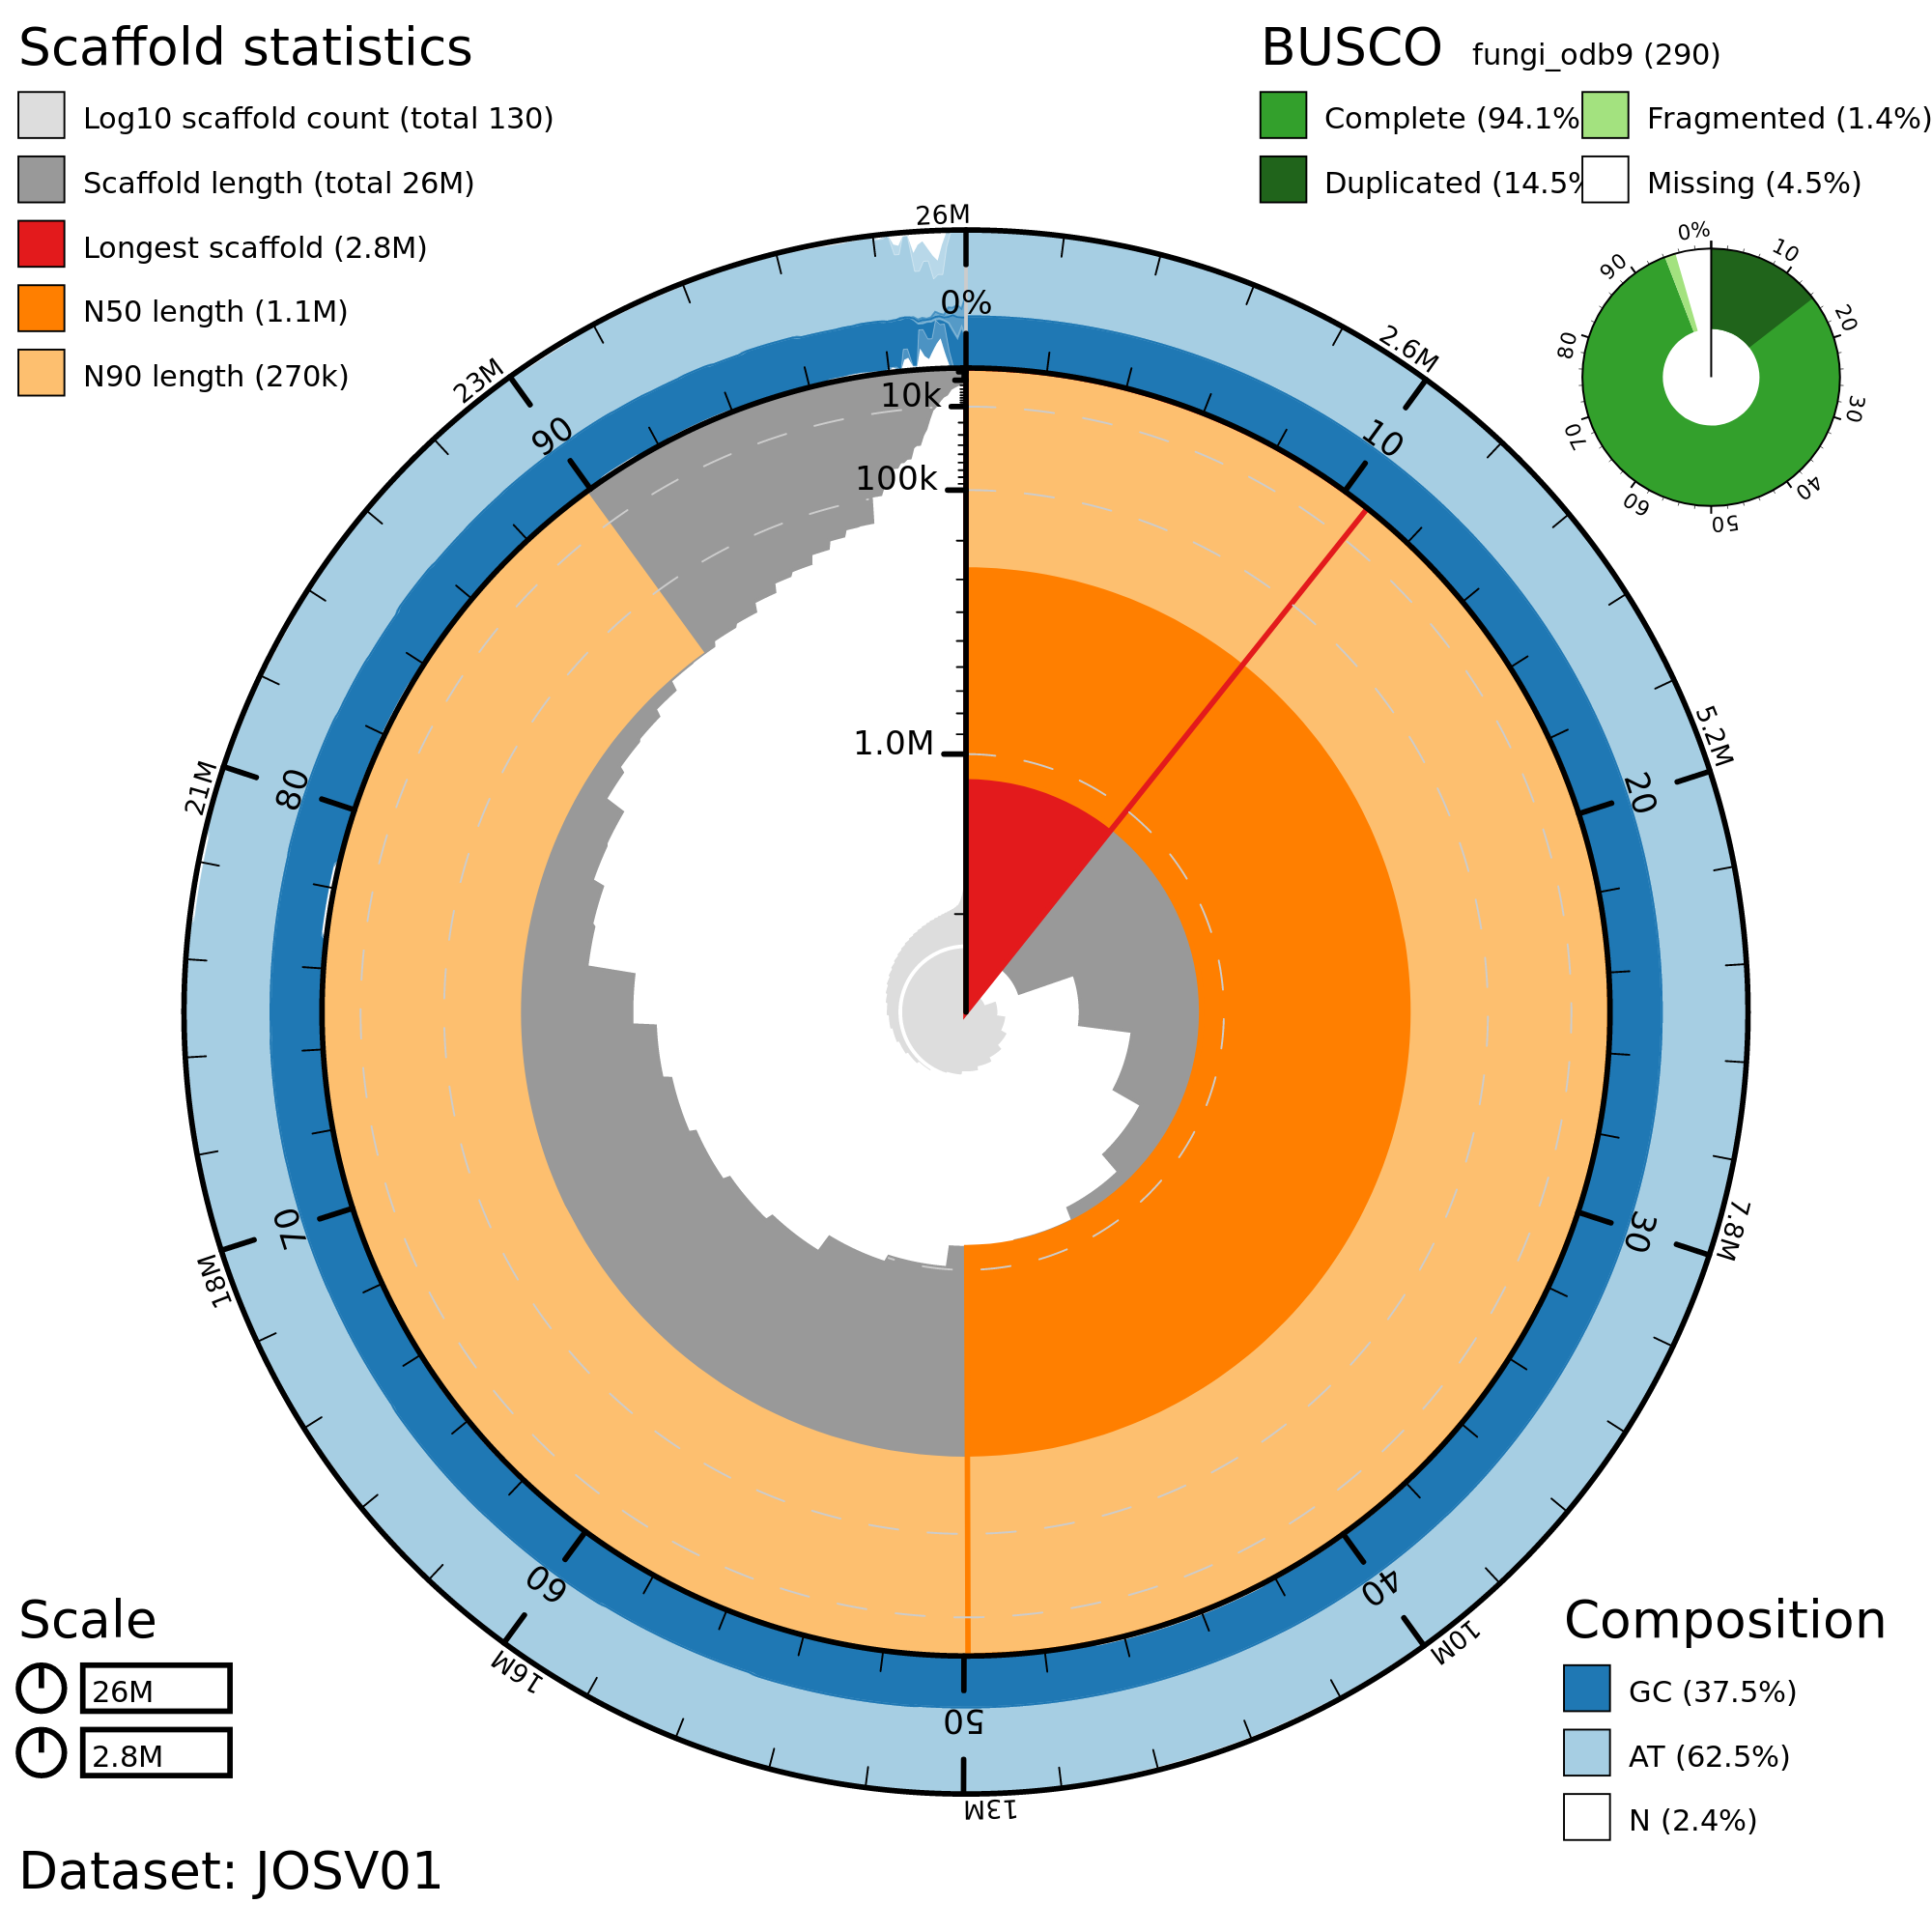 Scaffold statistics
Log10 scaffold count (total 130)
Scaffold length (total 26M)
Longest scaffold (2.8M)
N50 length (1.1M)
N90 length (270k)
BUSCO fungi_odb9 (290)
Complete (94.1%
Fragmented (1.4%)
Duplicated (14.5%
Missing (4.5%)
0%
10
20
30
40
50
60
70
80
90
26M
2.6M
5.2M
7.8M
10M
13M
16M
18M
21M
23M
0%
10
20
30
40
50
60
70
80
90
10k
100k
1.0M
Scale
26M
2.8M
Composition
GC (37.5%)
AT (62.5%)
N (2.4%)
Dataset: JOSV01